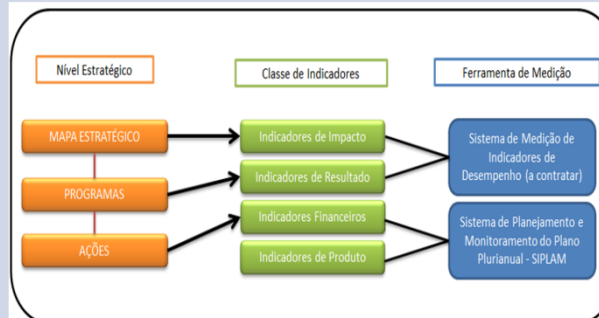 Nível Estratégico
Classe de Indicadores
Ferramenta de Medição
MAPA ESTRATÉGICO
PROGRAMAS
AÇÕES
Indicadores de Impacto
Indicadores de Resultado
Indicadores Financeiros
Indicadores de Produto
Sistema de Medição de
Indicadores de
Desempenho (a contratar)
Sistema de Planejamento e
Monitoramento do Plano
Plurianual - SIPLAM